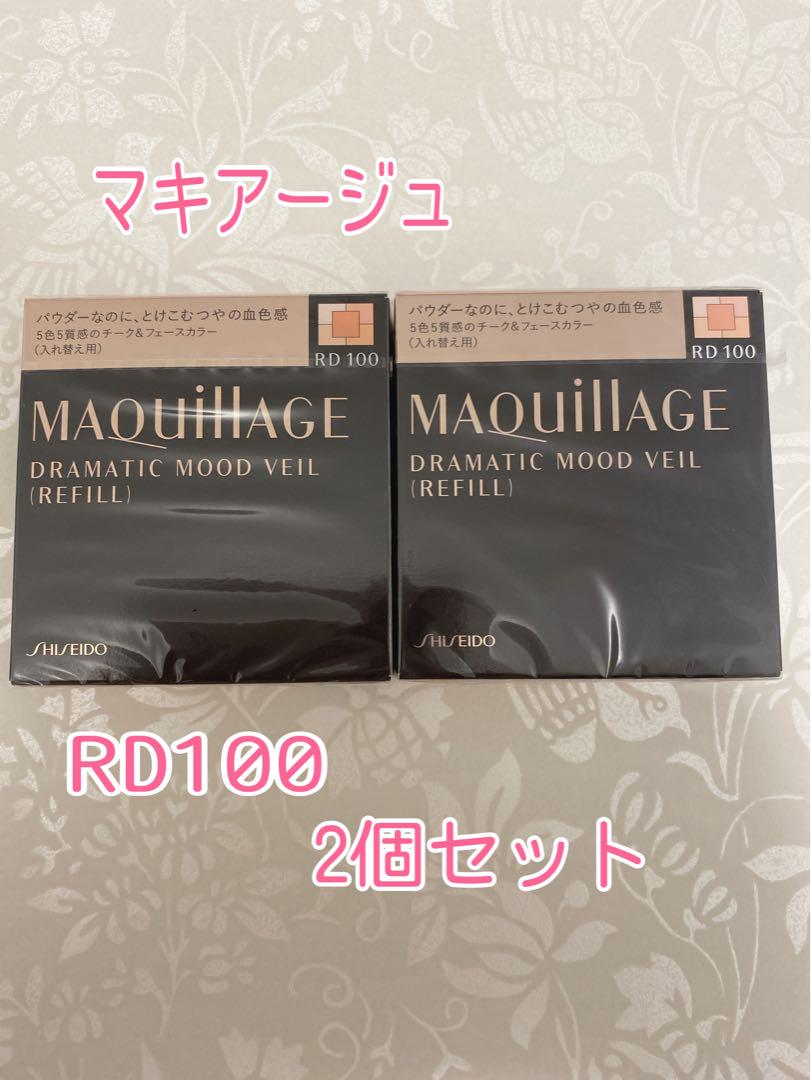 マキアージュ
パウダーなのに、とけこむつやの血色感
5色5質感のチーク&フェースカラー
(入れ替え用)
RD 100
MAQuillAGE
DRAMATIC MOOD VEIL
(REFILL)
SHISEIDO
パウダーなのに、とけこむつやの血色感
5色5質感のチーク&フェースカラー
(入れ替え用)
RD 100
MAQuillAGE
DRAMATIC MOOD VEIL
(REFILL)
SHISEIDO
RD100
2個セット